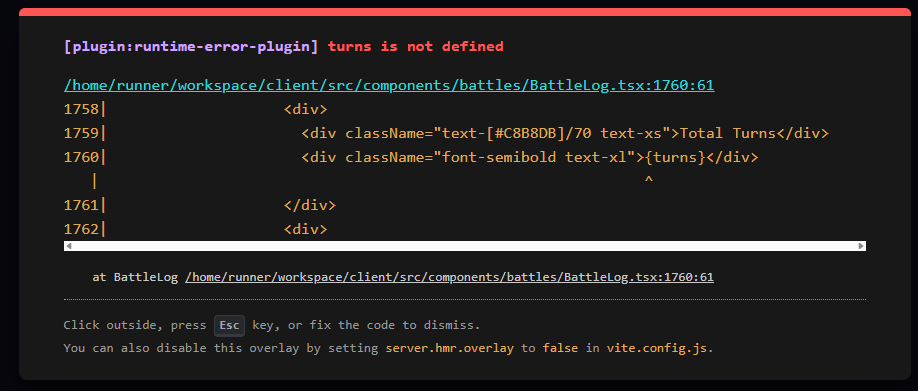 [plugin:runtime-error-plugin] turns is not defined
/home/runner/workspace/client/src/components/battles/BattleLog.tsx:1760:61
1758|                     <div>
1759|                       <div className="text-[#C8B8DB]/70 text-xs">Total Turns</div>
1760|                       <div className="font-semibold text-xl">{turns}</div>
    |                                                              ^
1761|                     </div>
1762|                     <div>
at BattleLog /home/runner/workspace/client/src/components/battles/BattleLog.tsx:1760:61
Click outside, press Esc key, or fix the code to dismiss.
You can also disable this overlay by setting server.hmr.overlay to false in vite.config.js.